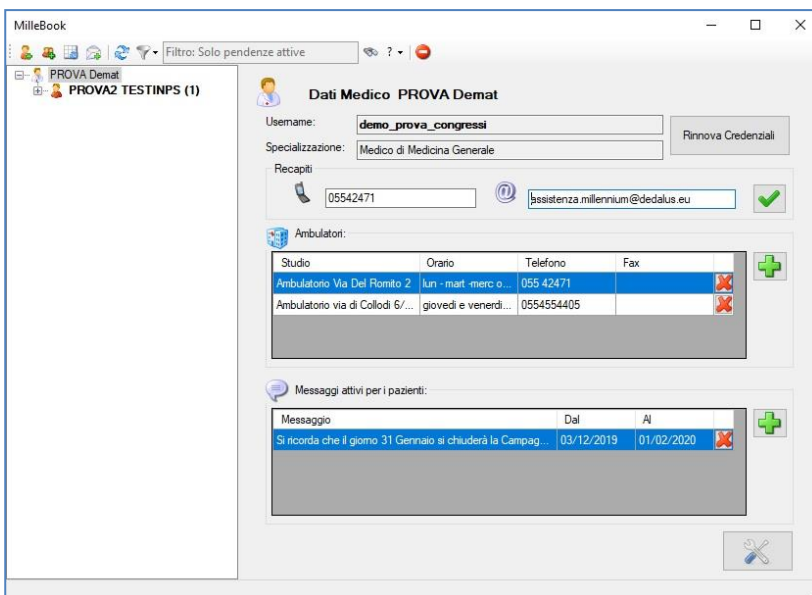 MilleBook
Filtro: Solo pendenze attive
?
PROVA Demat
PROVA2 TESTINPS (1)
Dati Medico PROVA Demat
Username: demo_prova_congressi
Rinnova Credenziali
Specializzazione: Medico di Medicina Generale
Recapiti
05542471
@
assistenza.millennium@dedalus.eu
Ambulatori:
Studio Orario Telefono Fax
Ambulatorio Via Del Romito 2 lun - mart -merc o... 055 42471
Ambulatorio via di Collodi 6/... giovedi e venerdi... 0554554405
Messaggi attivi per i pazienti:
Messaggio Dal Al
Si ricorda che il giorno 31 Gennaio si chiuderà la Campag... 03/12/2019 01/02/2020